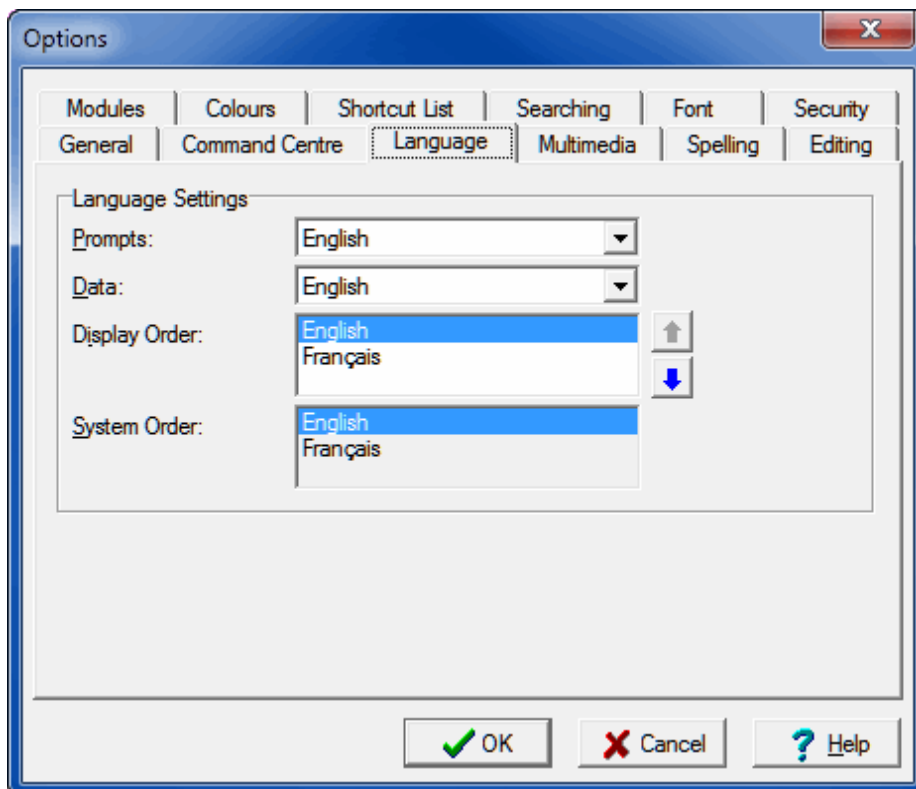 Options
Modules Colours Shortcut List Searching Font Security
General Command Centre Language Multimedia Spelling Editing
Language Settings
Prompts: English
Data: English
Display Order: English
Français
System Order: English
Français
OK Cancel Help